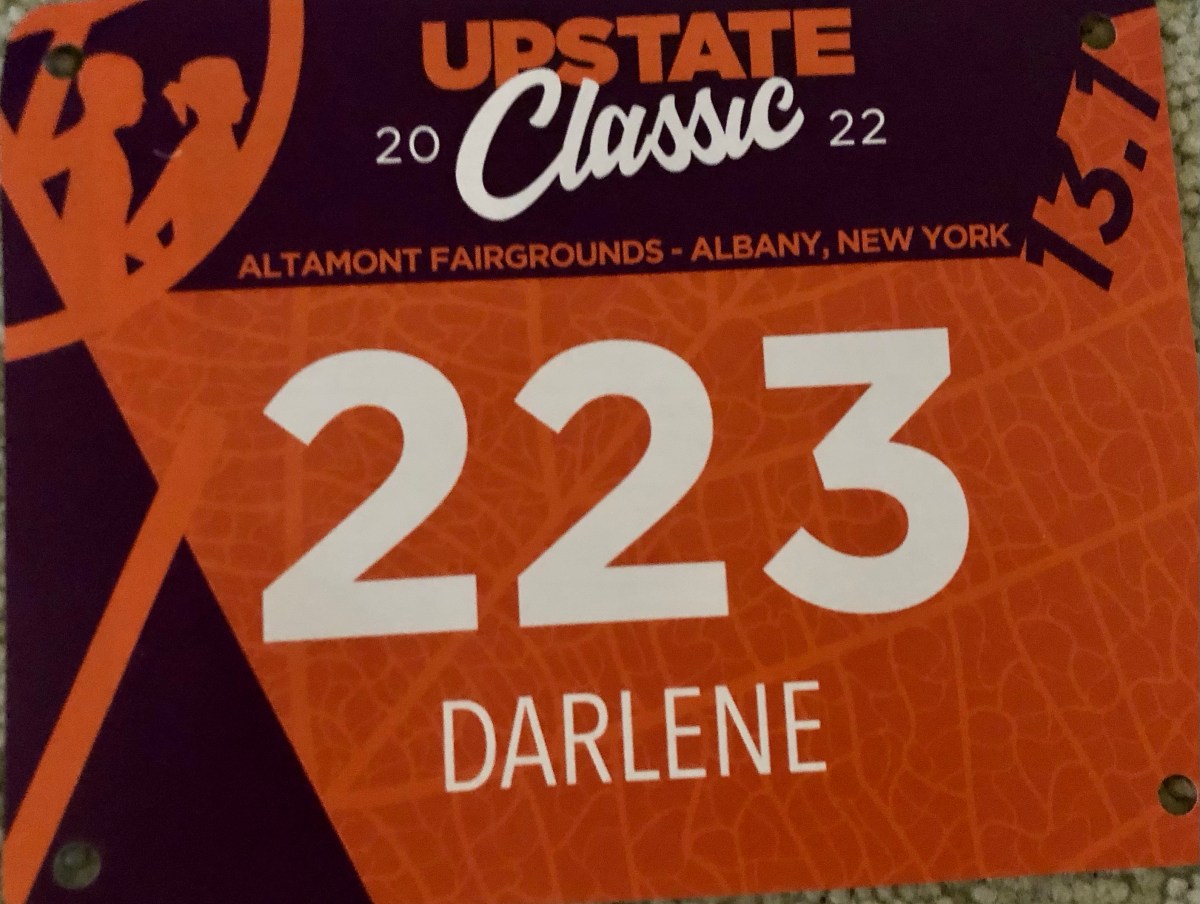 UPSTATE
20 Classic 22
13.1
ALTAMONT FAIRGROUNDS - ALBANY, NEW YORK
223
DARLENE